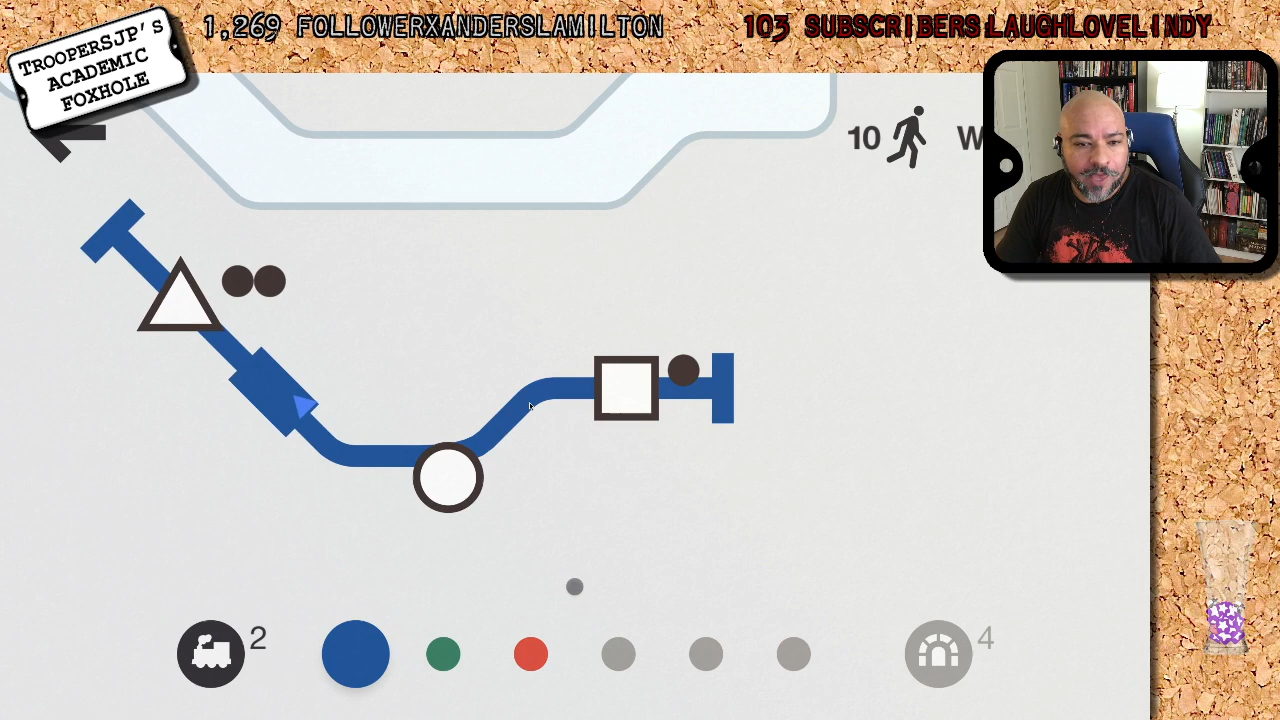 TROOPERSJP'S
ACADEMIC
FOXHOLE
1,269 FOLLOWERXANDERSLAMILTON
103 SUBSCRIBERS:LAUGHLOVELINDY
10
W
2
4